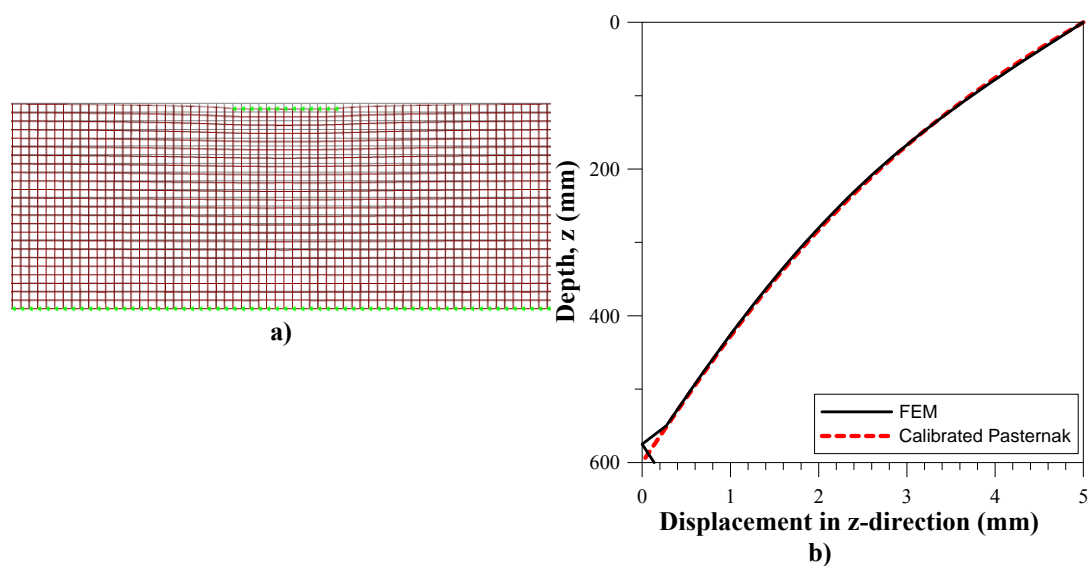 a)
0
200
400
600
Depth, z (mm)
FEM
Calibrated Pasternak
0 1 2 3 4 5
Displacement in z-direction (mm)
b)